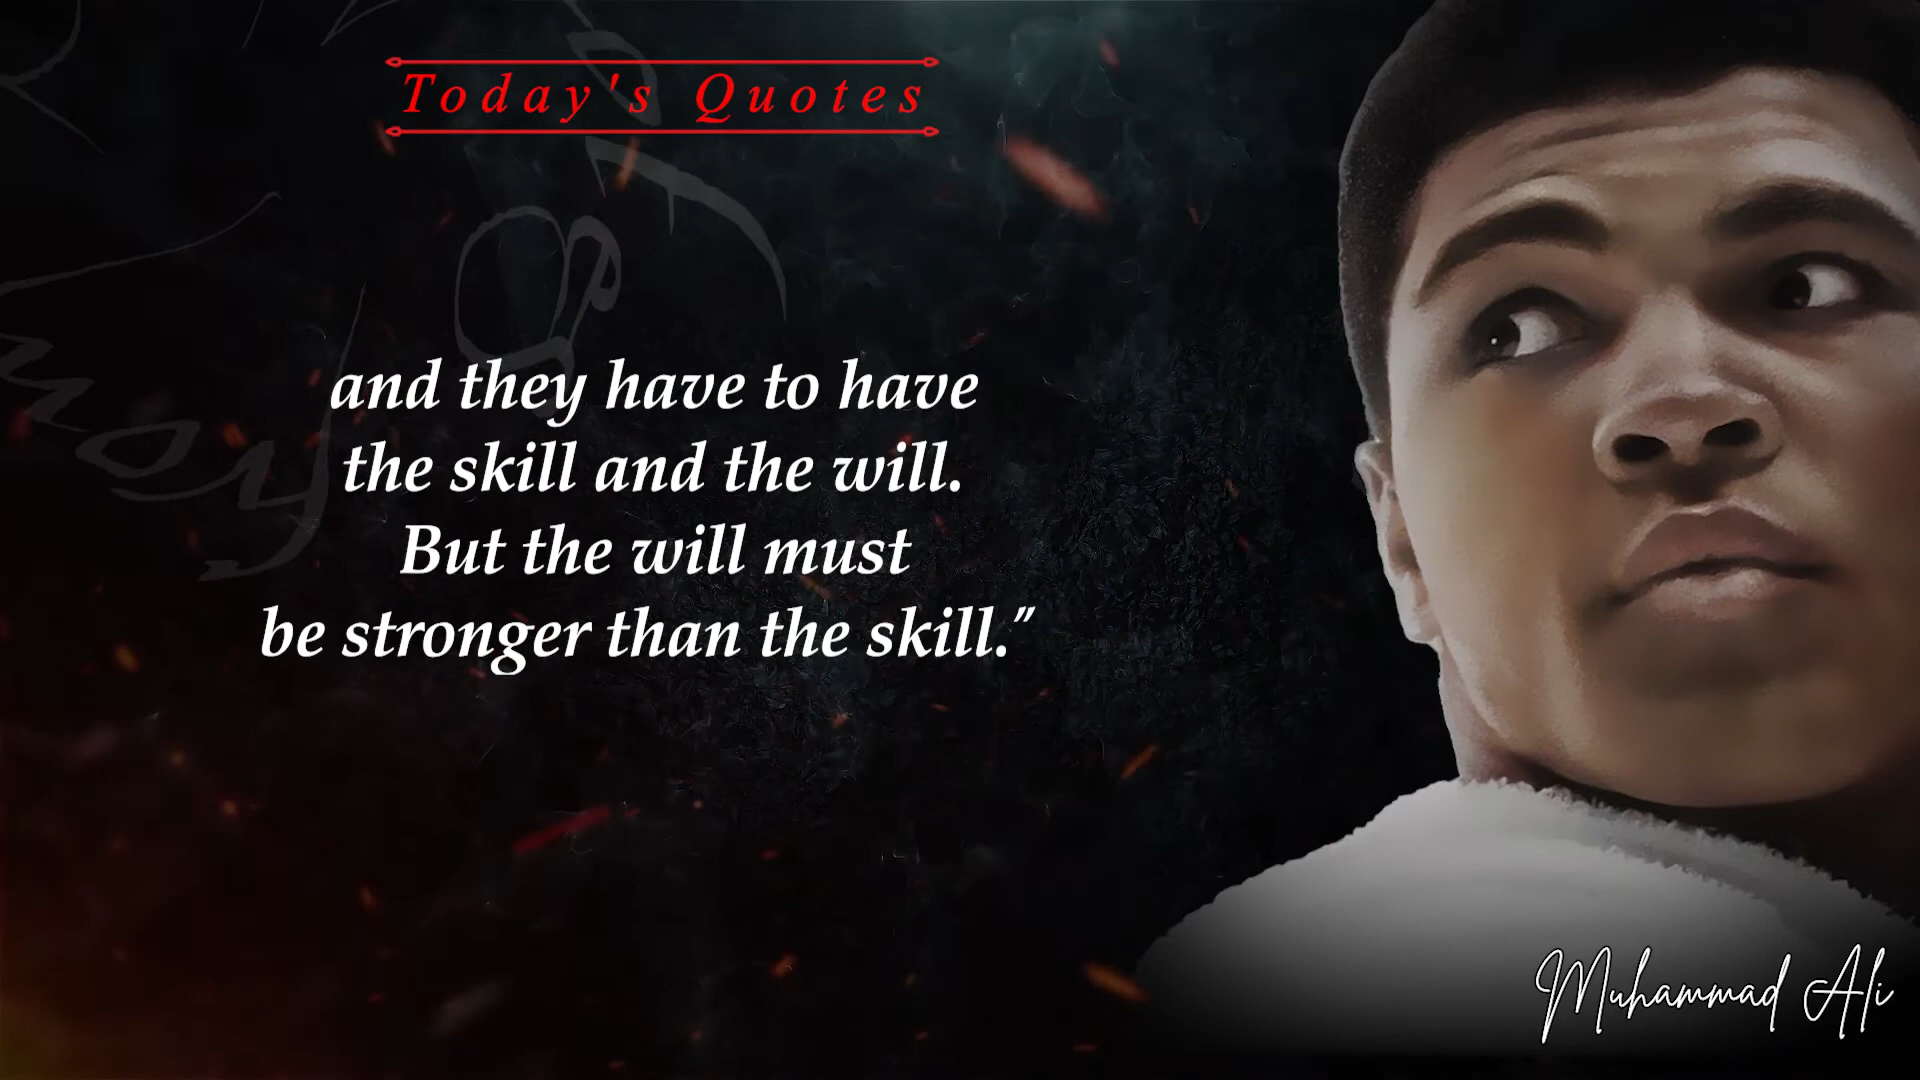 Today's Quotes
and they have to have
the skill and the will.
But the will must
be stronger than the skill.”
Muhammad Ali